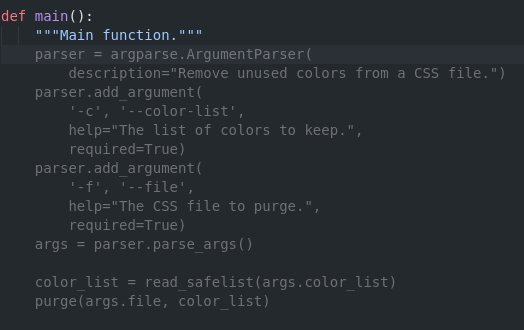 def main():
    """Main function."""
    parser = argparse.ArgumentParser(
        description="Remove unused colors from a CSS file.")
    parser.add_argument(
        '-c', '--color-list',
        help="The list of colors to keep.",
        required=True)
    parser.add_argument(
        '-f', '--file',
        help="The CSS file to purge.",
        required=True)
    args = parser.parse_args()

    color_list = read_safelist(args.color_list)
    purge(args.file, color_list)